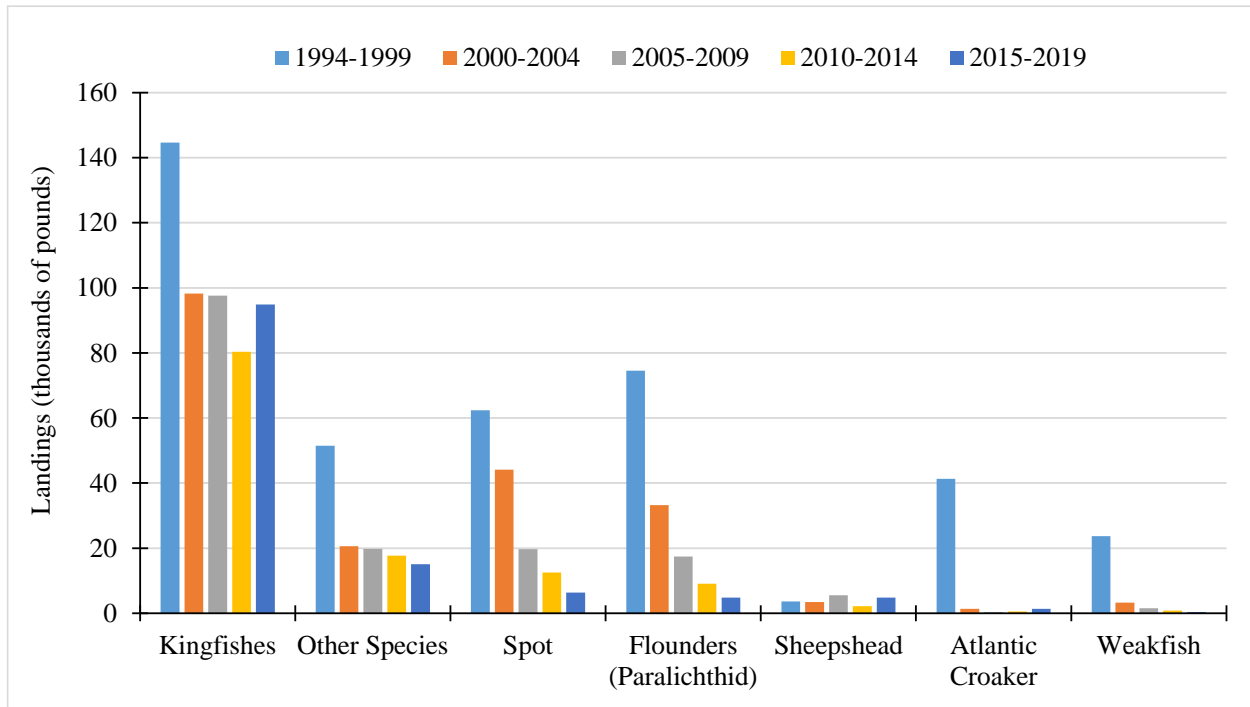 1994-1999 2000-2004 2005-2009 2010-2014 2015-2019
Landings (thousands of pounds)
160
140
120
100
80
60
40
20
0
Kingfishes Other Species Spot Flounders Sheepshead Atlantic Weakfish
(Paralichthid) Croaker